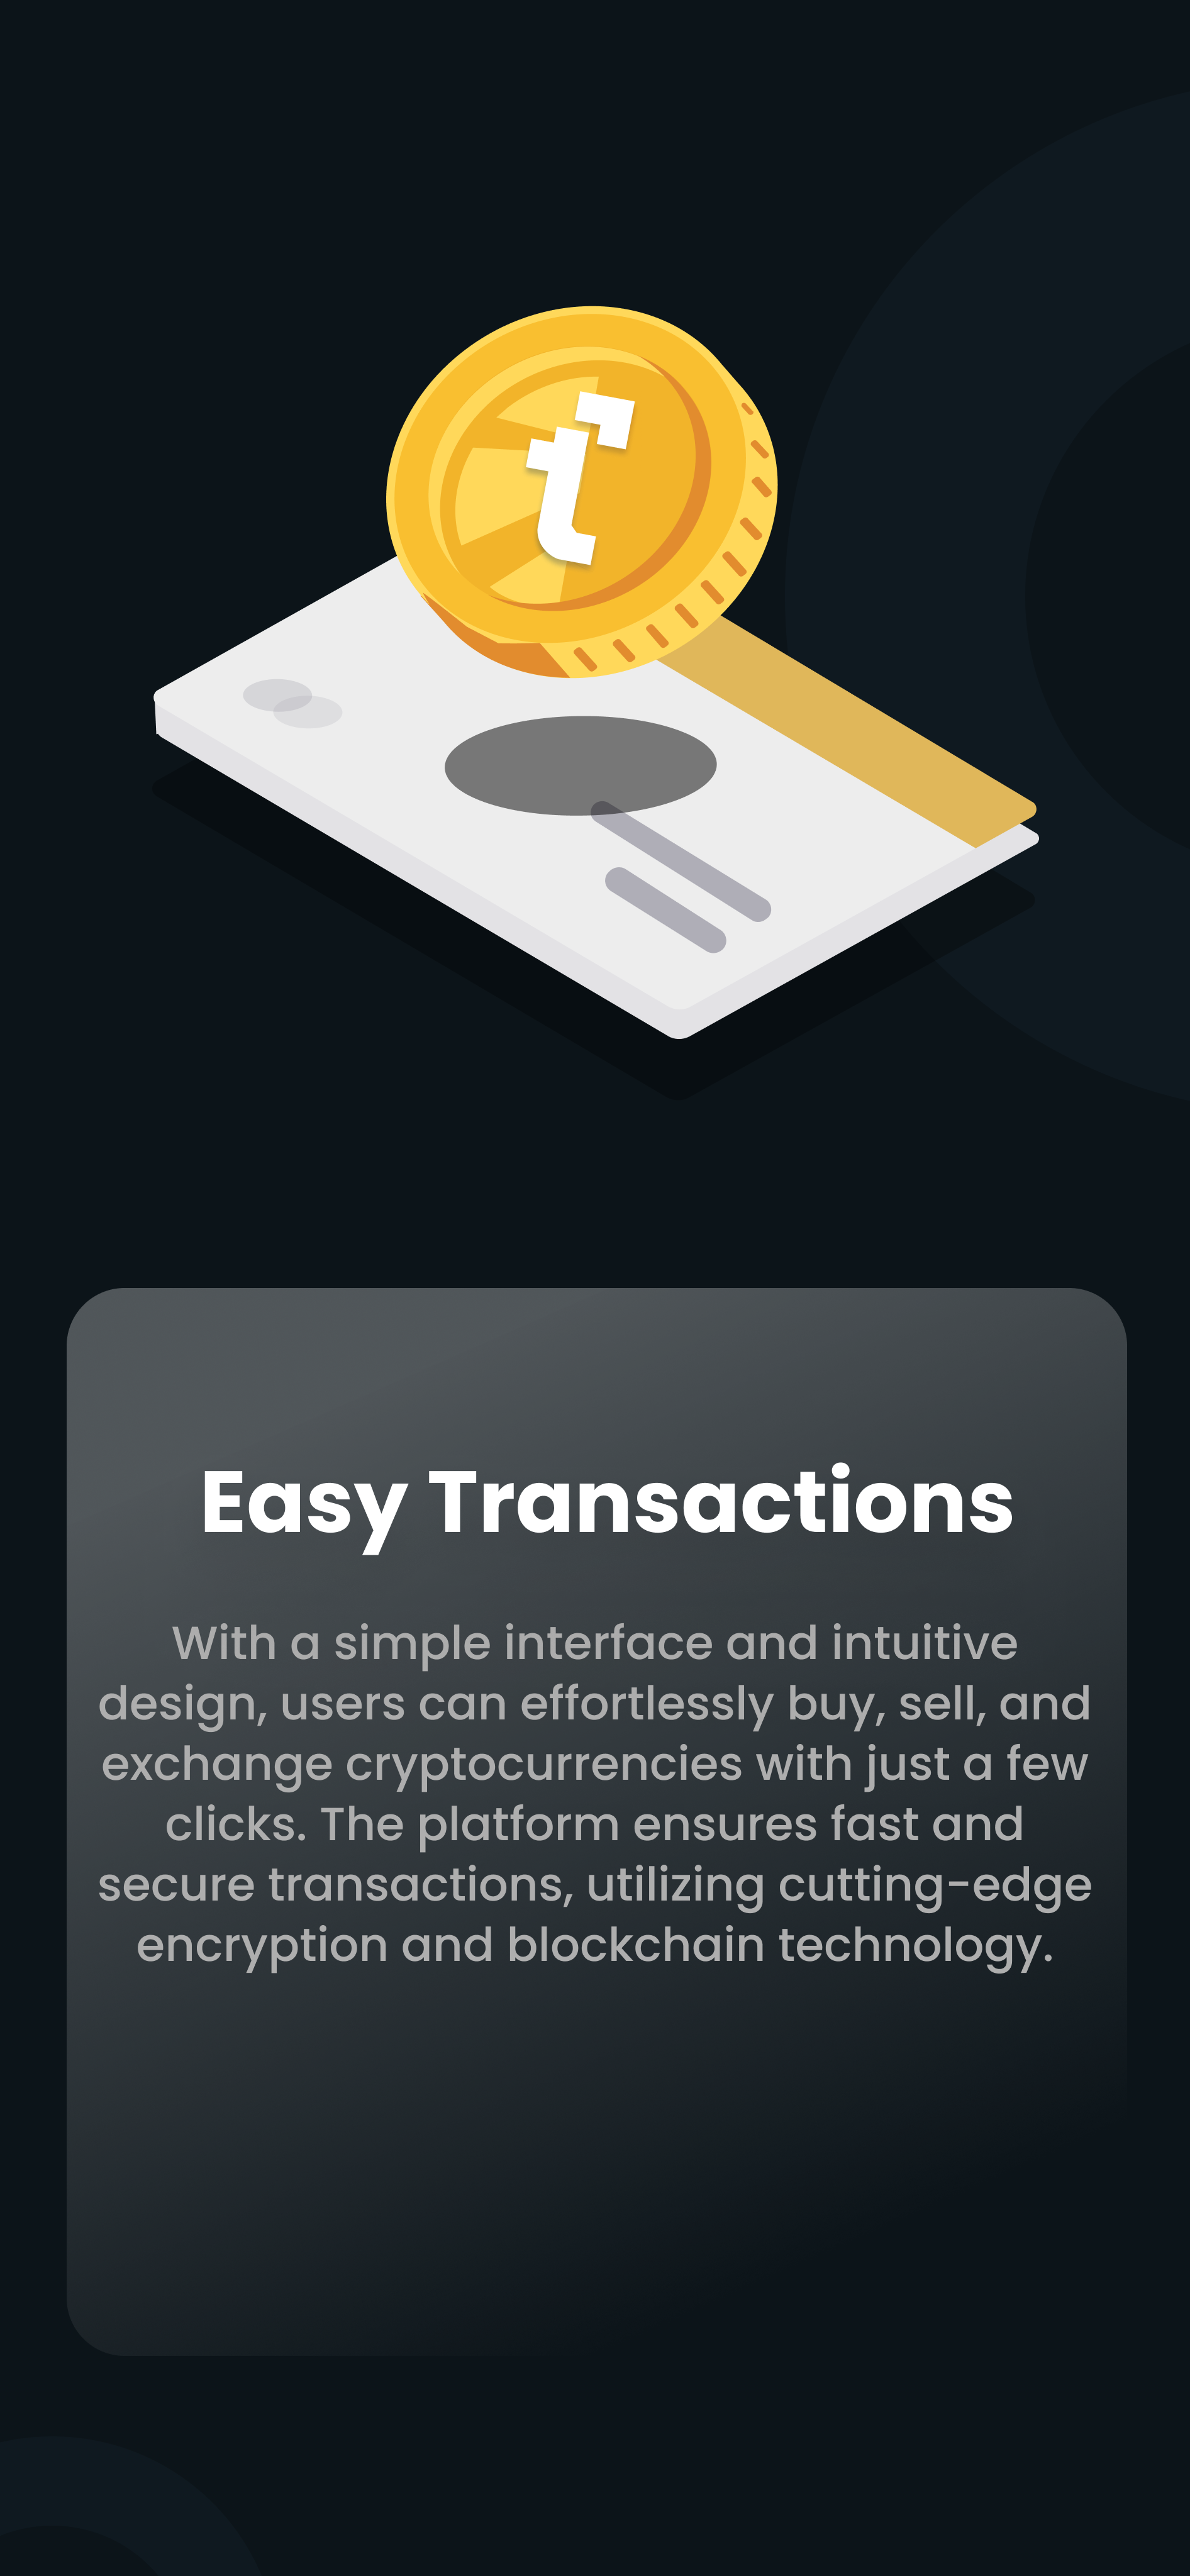 t
Easy Transactions
With a simple interface and intuitive
design, users can effortlessly buy, sell, and
exchange cryptocurrencies with just a few
clicks. The platform ensures fast and
secure transactions, utilizing cutting-edge
encryption and blockchain technology.